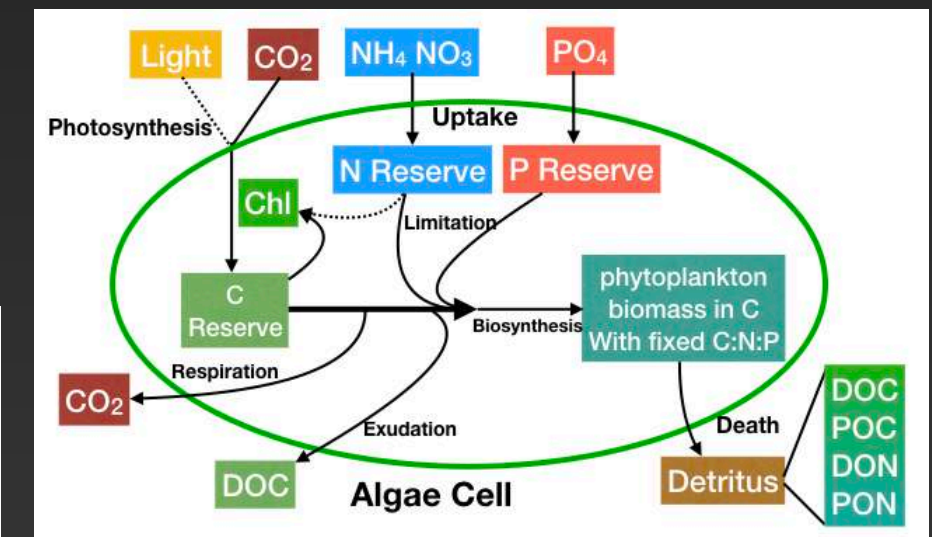 Light
CO₂
NH₄ NO₃
PO₄
Photosynthesis
Uptake
N Reserve
P Reserve
Chl
Limitation
C
Reserve
phytoplankton
biomass in C
With fixed C:N:P
Biosynthesis
Respiration
CO₂
Exudation
DOC
Algae Cell
Death
Detritus
DOC
POC
DON
PON